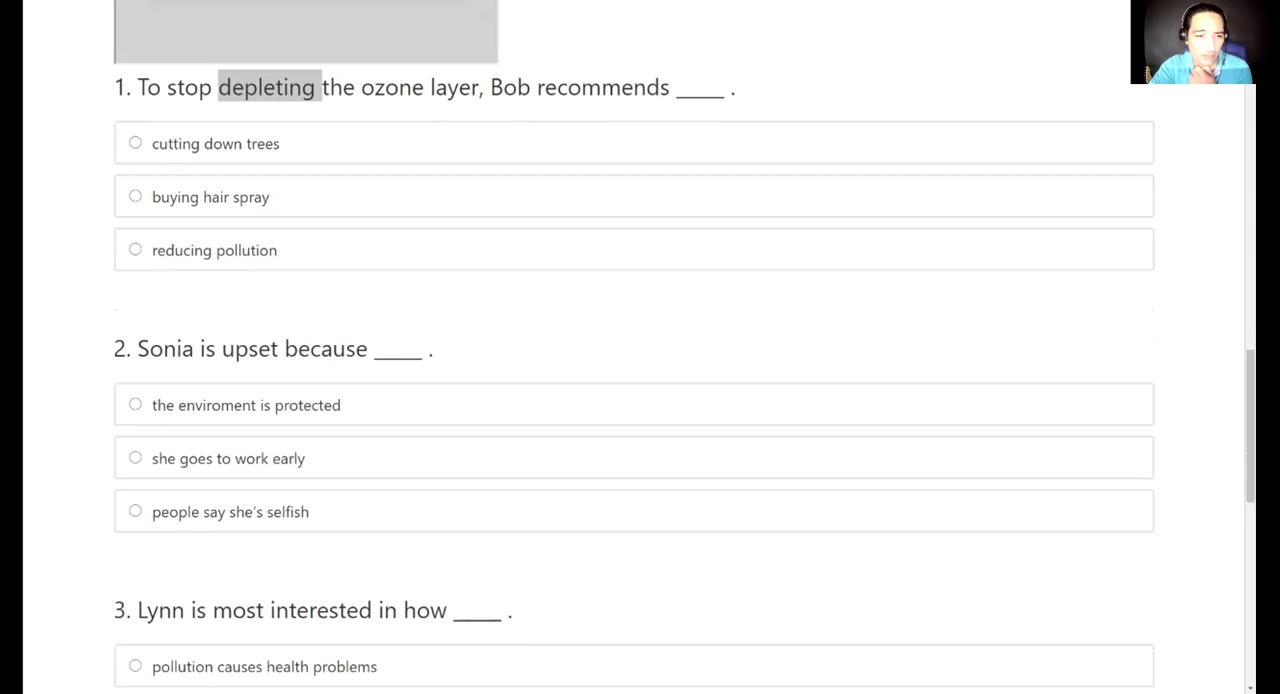 1. To stop depleting the ozone layer, Bob recommends _____ .
cutting down trees
buying hair spray
reducing pollution
2. Sonia is upset because _____ .
the enviroment is protected
she goes to work early
people say she's selfish
3. Lynn is most interested in how _____ .
pollution causes health problems